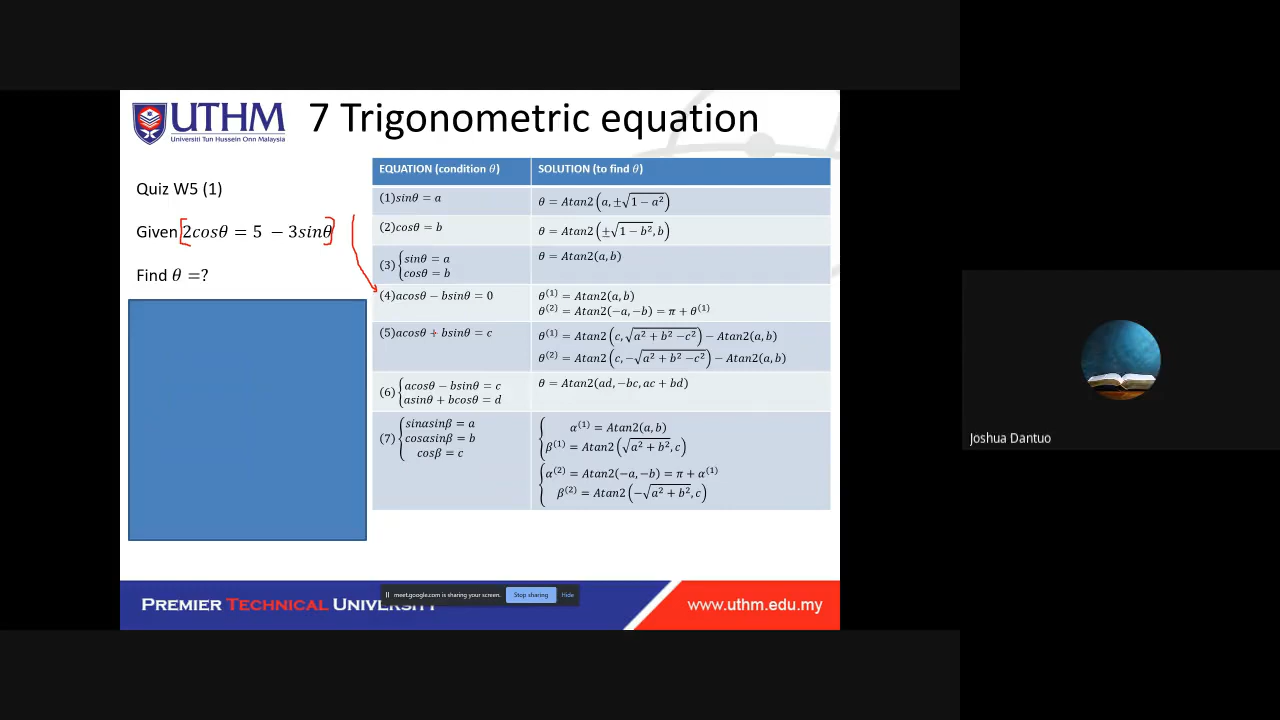 UTHM
Universiti Tun Hussein Onn Malaysia
7 Trigonometric equation
Quiz W5 (1)
Given 2cosθ = 5 − 3sinθ
Find θ =?
EQUATION (condition θ) SOLUTION (to find θ)
(1)sinθ = a θ = Atan2(a, ±√(1 − a²))
(2)cosθ = b θ = Atan2(±√(1 − b²), b)
(3){sinθ = a
cosθ = b θ = Atan2(a, b)
(4)acosθ − bsinθ = 0 θ⁽¹⁾ = Atan2(a, b)
θ⁽²⁾ = Atan2(−a, −b) = π + θ⁽¹⁾
(5)acosθ + bsinθ = c θ⁽¹⁾ = Atan2(c, √(a² + b² −c²)) − Atan2(a, b)
θ⁽²⁾ = Atan2(c, −√(a² + b² −c²)) − Atan2(a, b)
(6){acosθ − bsinθ = c
asinθ + bcosθ = d θ = Atan2(ad, −bc, ac + bd)
(7){sinαsinβ = a
cosαsinβ = b
cosβ = c
α⁽¹⁾ = Atan2(a, b)
β⁽¹⁾ = Atan2(√(a² + b²), c)
α⁽²⁾ = Atan2(−a, −b) = π + α⁽¹⁾
β⁽²⁾ = Atan2(−√(a² + b²), c)
Joshua Dantuo
meet.google.com is sharing your screen. Stop sharing Hide
PREMIER TECHNICAL UNIVERSITY
www.uthm.edu.my